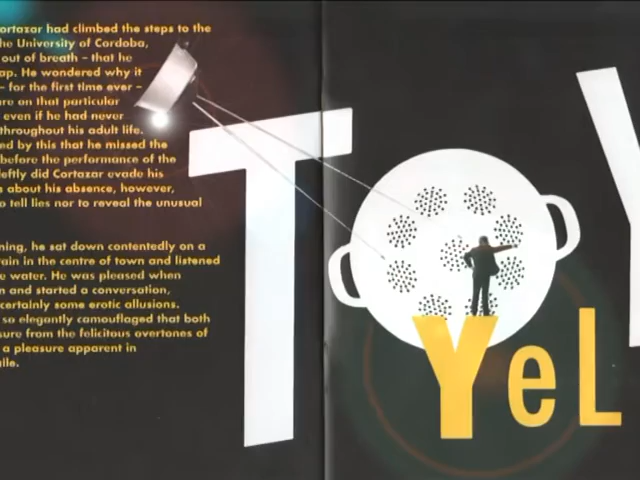 ortazar had climbed the steps to the
he University of Cordoba,
out of breath – that he
ap. He wondered why it
– for the first time ever –
are on that particular
even if he had never
throughout his adult life.
ed by this that he missed the
before the performance of the
eftly did Cortazar evade his
s about his absence, however,
o tell lies nor to reveal the unusual
ning, he sat down contentedly on a
ain in the centre of town and listened
e water. He was pleased when
n and started a conversation,
certainly some erotic allusions.
so elegantly camouflaged that both
sure from the felicitous overtones of
a pleasure apparent in
gile.
ToY
YeL